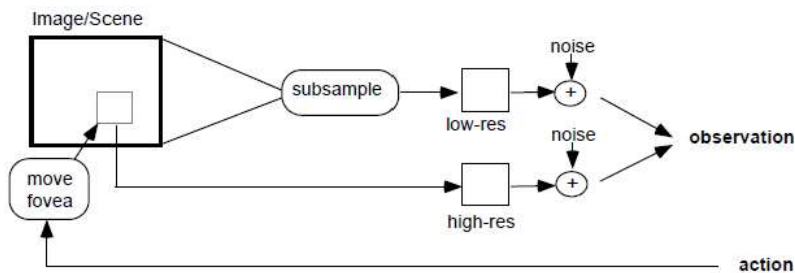 Image/Scene
noise
subsample
+
low-res
noise
observation
move
fovea
+
high-res
action